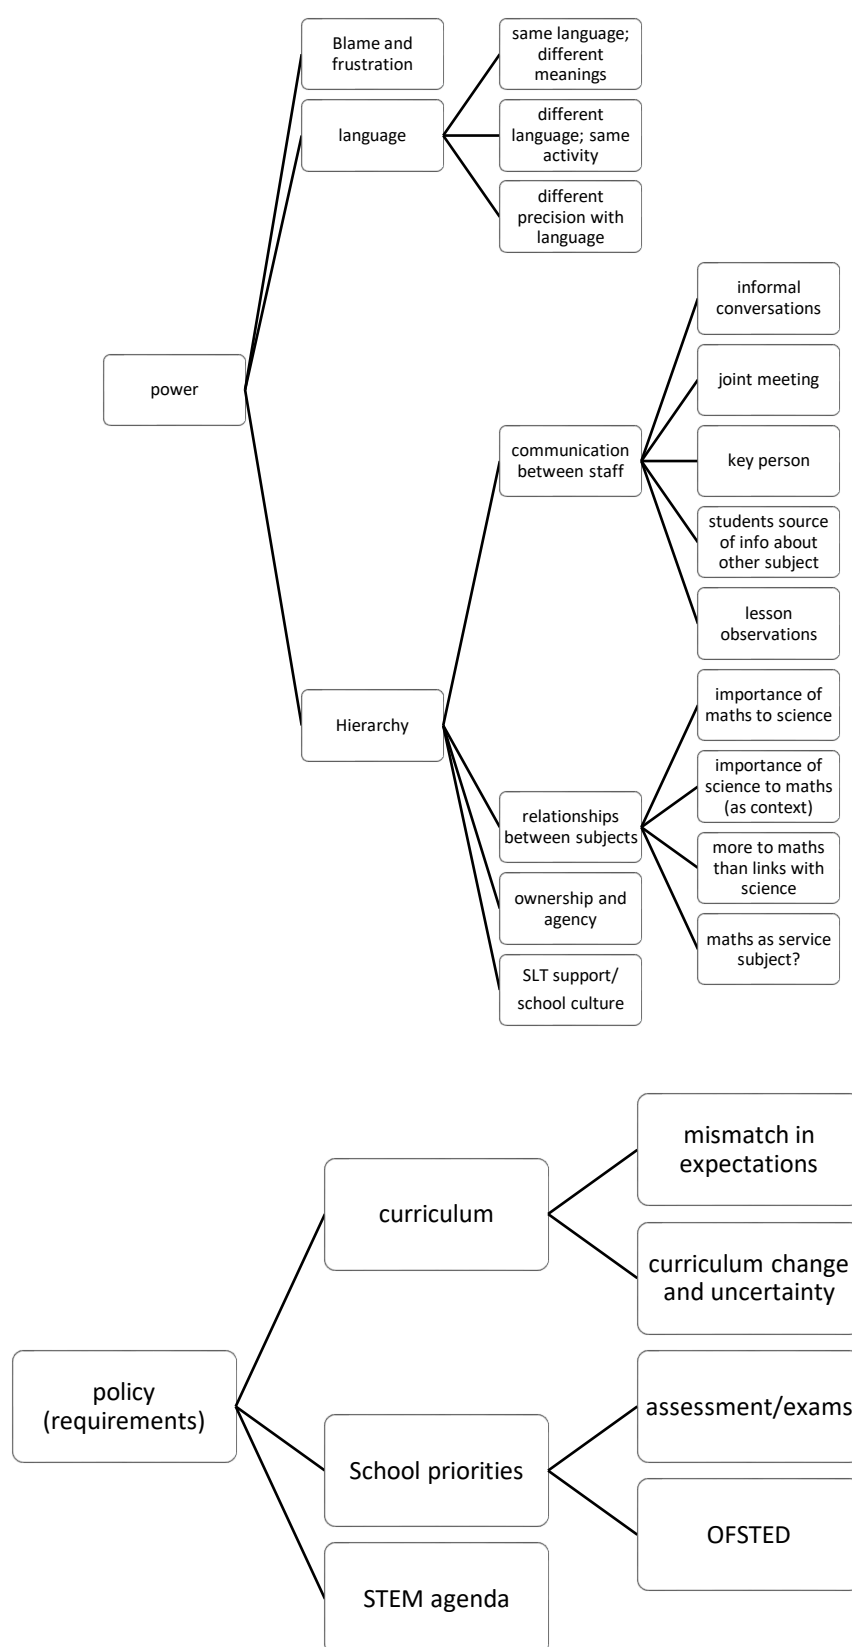 Blame and
frustration
same language;
different
meanings
language
different
language; same
activity
different
precision with
language
informal
conversations
joint meeting
power
communication
between staff
key person
students source
of info about
other subject
lesson
observations
Hierarchy
importance of
maths to science
importance of
science to maths
(as context)
relationships
between subjects
more to maths
than links with
science
ownership and
agency
maths as service
subject?
SLT support/
school culture
mismatch in
expectations
curriculum
curriculum change
and uncertainty
policy
(requirements)
assessment/exams
School priorities
OFSTED
STEM agenda